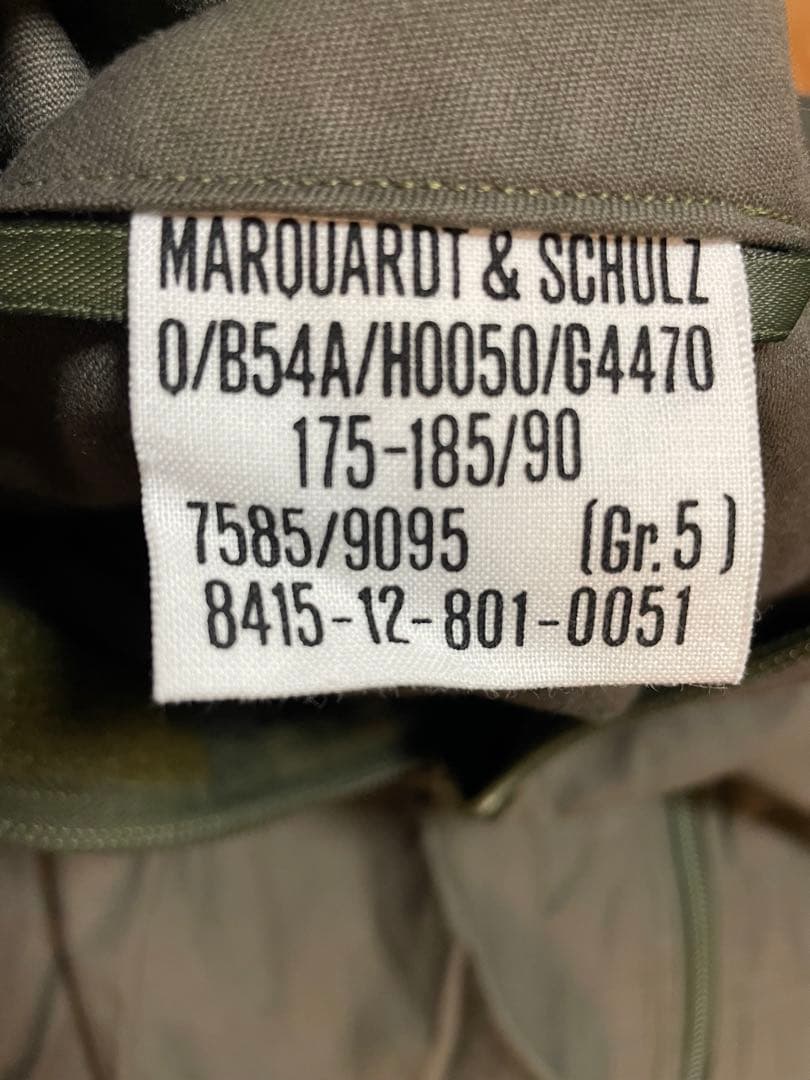 MARQUARDT & SCHULZ
0/B54A/H0050/G4470
175-185/90
7585/9095 (Gr.5)
8415-12-801-0051